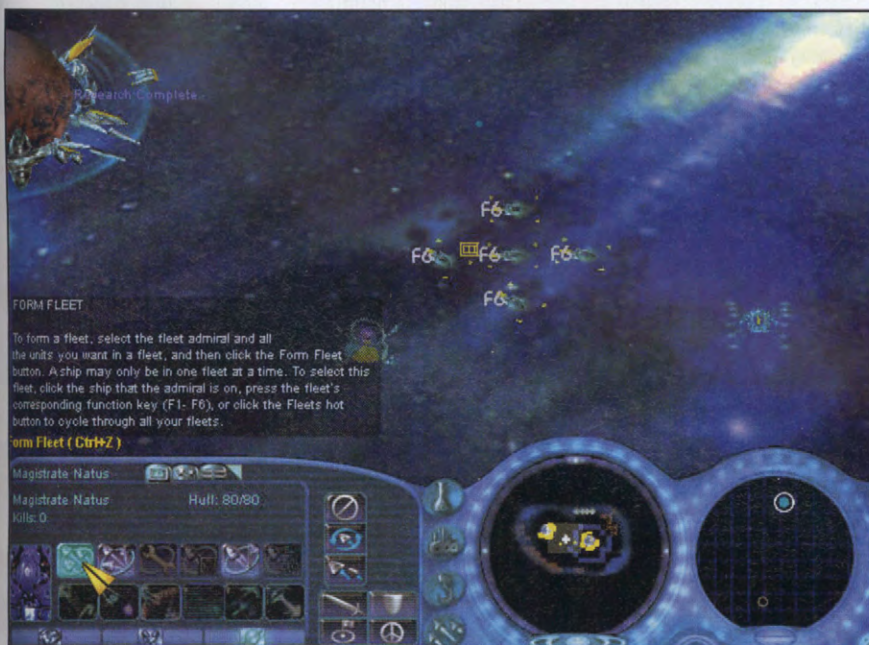 Research Complete
F6
F6
F6
F6
F6
FORM FLEET
To form a fleet, select the fleet admiral and all
the units you want in a fleet, and then click the Form Fleet
button. A ship may only be in one fleet at a time. To select this
fleet, click the ship that the admiral is on, press the fleet's
corresponding function key (F1- F6), or click the Fleets hot
button to cycle through all your fleets.
orm Fleet ( Ctrl+Z )
Magistrate Natus
Magistrate Natus Hull: 80/80
Kills: 0